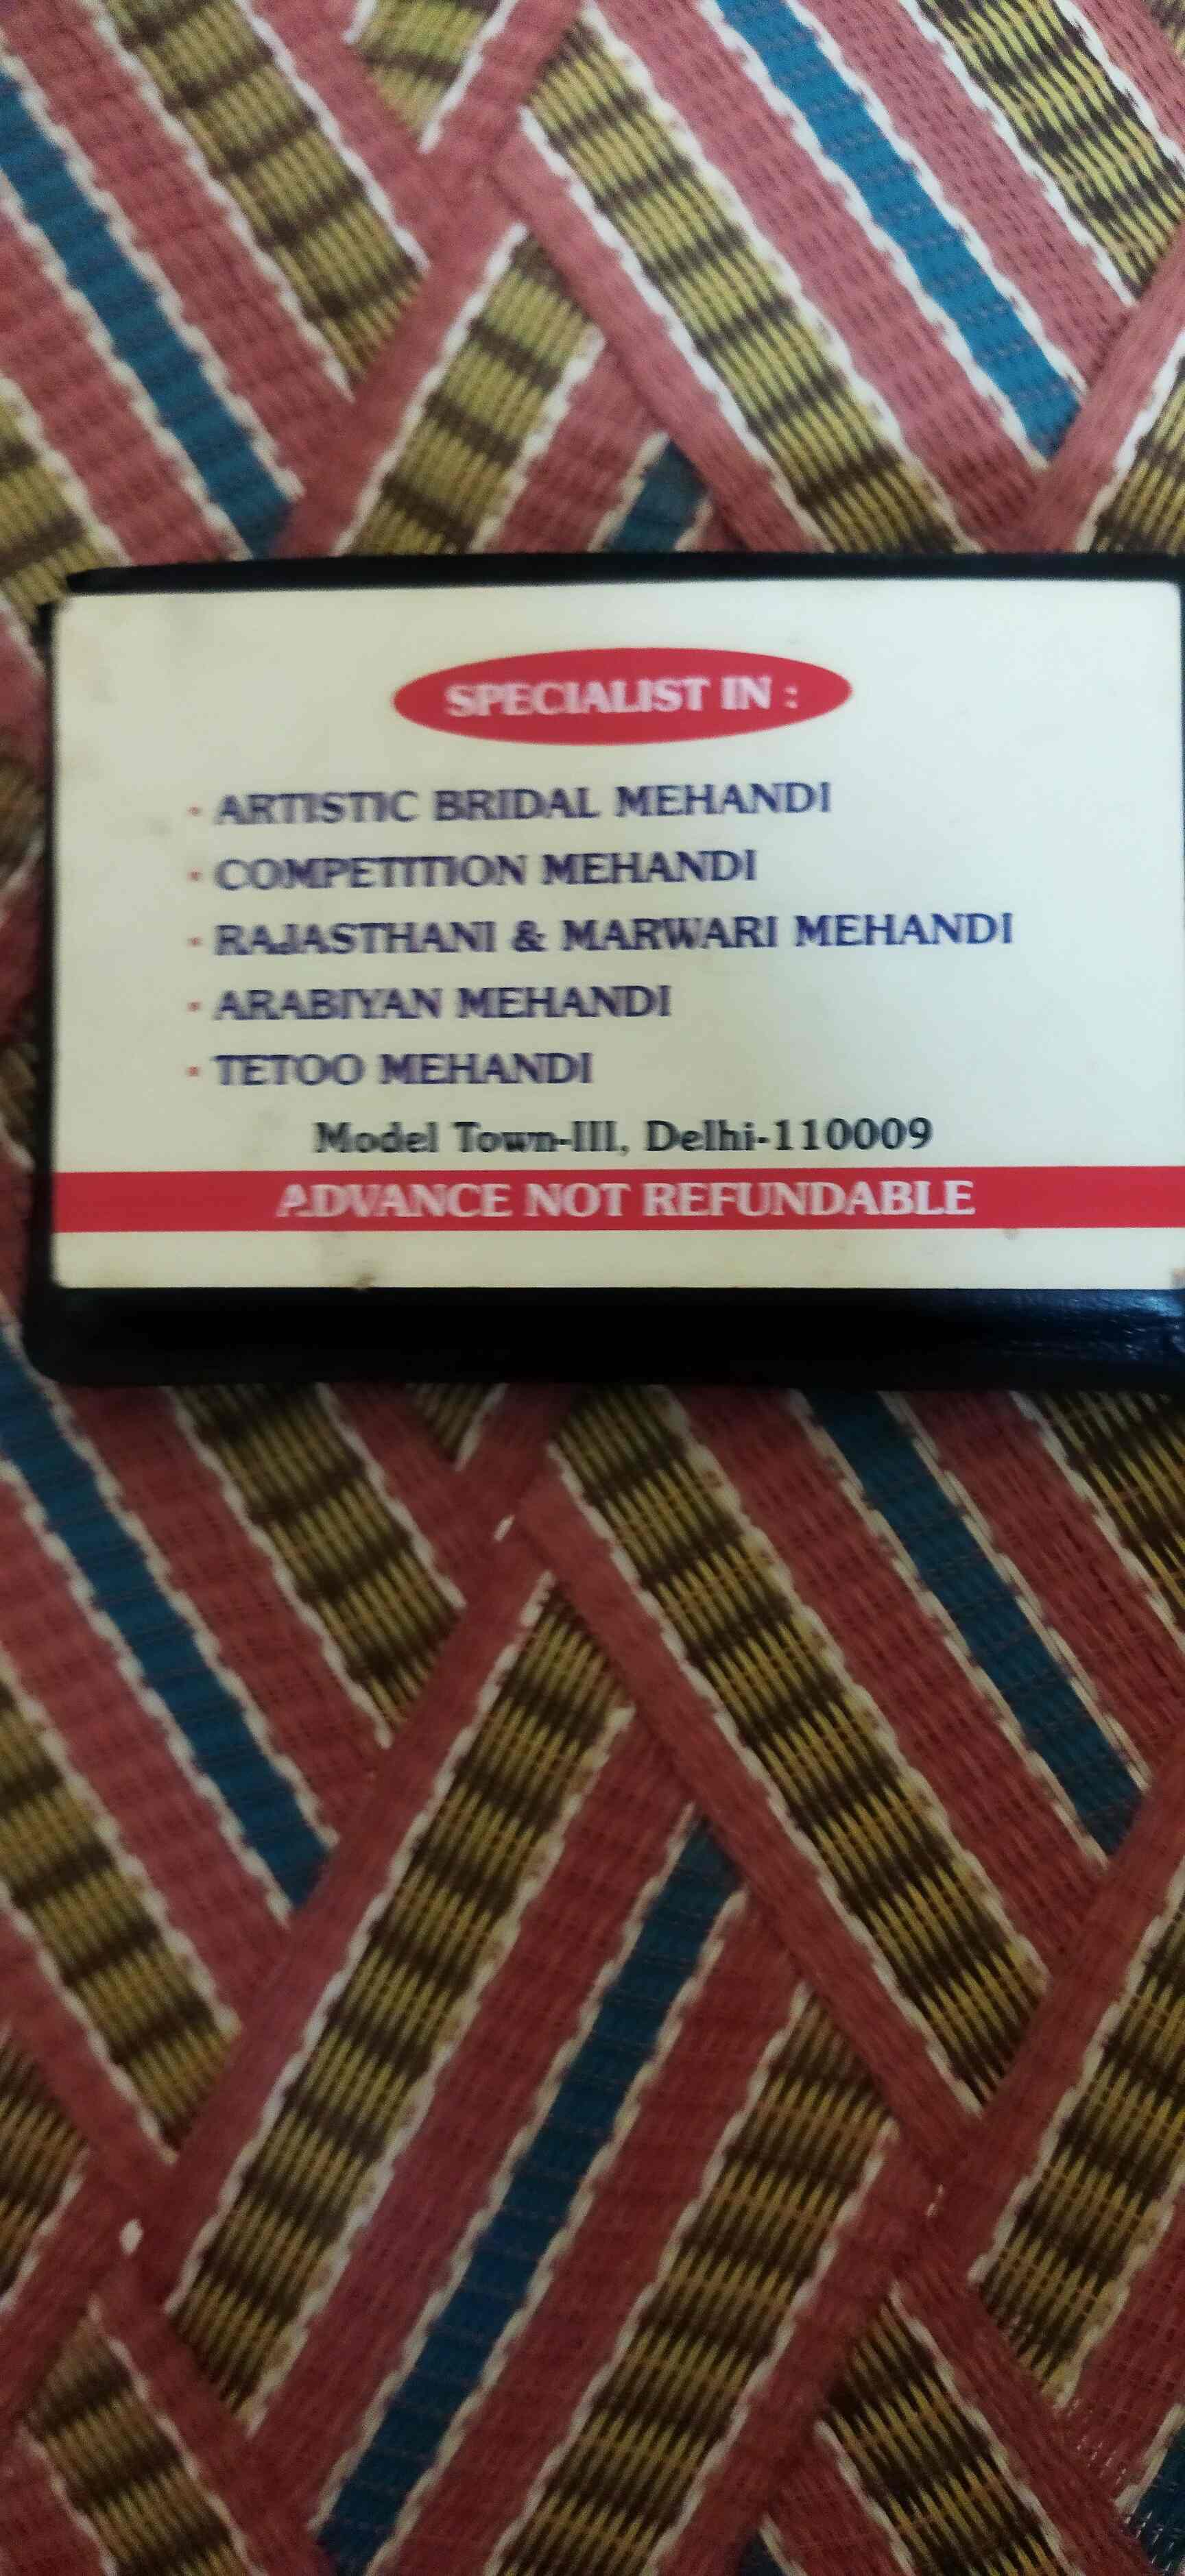 SPECIALIST IN :
• ARTISTIC BRIDAL MEHANDI
• COMPETITION MEHANDI
• RAJASTHANI & MARWARI MEHANDI
• ARABIYAN MEHANDI
• TETOO MEHANDI
Model Town-III, Delhi-110009
ADVANCE NOT REFUNDABLE